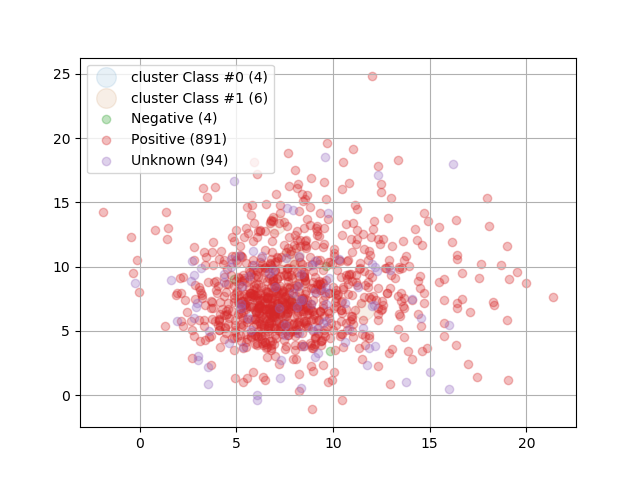 cluster Class #0 (4)
cluster Class #1 (6)
Negative (4)
Positive (891)
Unknown (94)
25
20
15
10
5
0
0 5 10 15 20